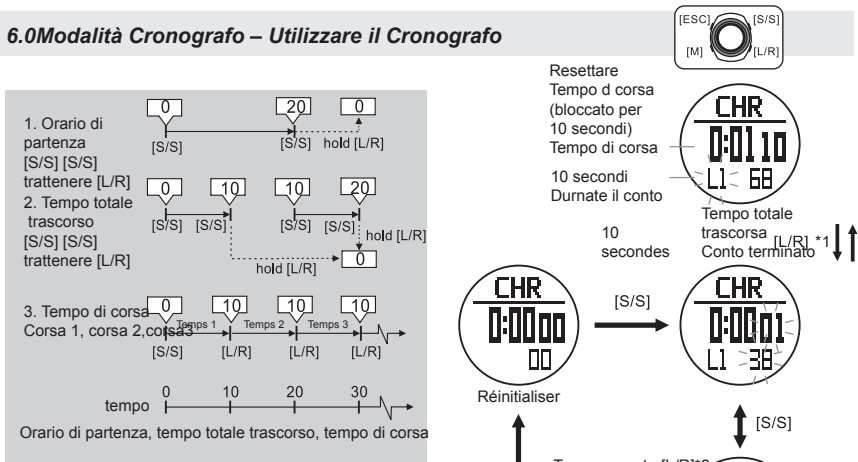 6.0Modalità Cronografo – Utilizzare il Cronografo
[ESC]
[S/S]
[M]
[L/R]
1. Orario di
partenza
[S/S] [S/S]
trattenere [L/R]
0
20
0
[S/S]
[S/S]
hold [L/R]
2. Tempo totale
trascorso
[S/S] [S/S]
trattenere [L/R]
0
10
10
20
[S/S]
[S/S]
[S/S]
[S/S]
hold [L/R]
hold [L/R]
0
3. Tempo di corsa
Corsa 1, corsa 2,corsa3
0
10
10
10
Temps 1
Temps 2
Temps 3
[S/S]
[L/R]
[L/R]
[L/R]
tempo
0
10
20
30
Orario di partenza, tempo totale trascorso, tempo di corsa
Resettare
Tempo d corsa
(bloccato per
10 secondi)
Tempo di corsa
10 secondi
Durnate il conto
CHR
0:01 10
L1 68
Tempo totale
trascorsa
Conto terminato
[L/R] *1
10
secondes
CHR
0:00 00
00
Réinitialiser
[S/S]
CHR
0:00 01
L1 38
[S/S]